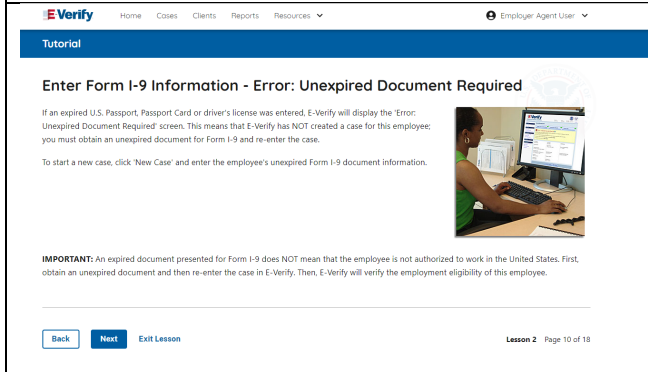 E-Verify Home Cases Clients Reports Resources Employer Agent User
Tutorial
Enter Form I-9 Information - Error: Unexpired Document Required
If an expired U.S. Passport, Passport Card or driver's license was entered, E-Verify will display the 'Error:
Unexpired Document Required' screen. This means that E-Verify has NOT created a case for this employee;
you must obtain an unexpired document for Form I-9 and re-enter the case.
To start a new case, click 'New Case' and enter the employee's unexpired Form I-9 document information.
IMPORTANT: An expired document presented for Form I-9 does NOT mean that the employee is not authorized to work in the United States. First,
obtain an unexpired document and then re-enter the case in E-Verify. Then, E-Verify will verify the employment eligibility of this employee.
Back Next Exit Lesson Lesson 2 Page 10 of 18